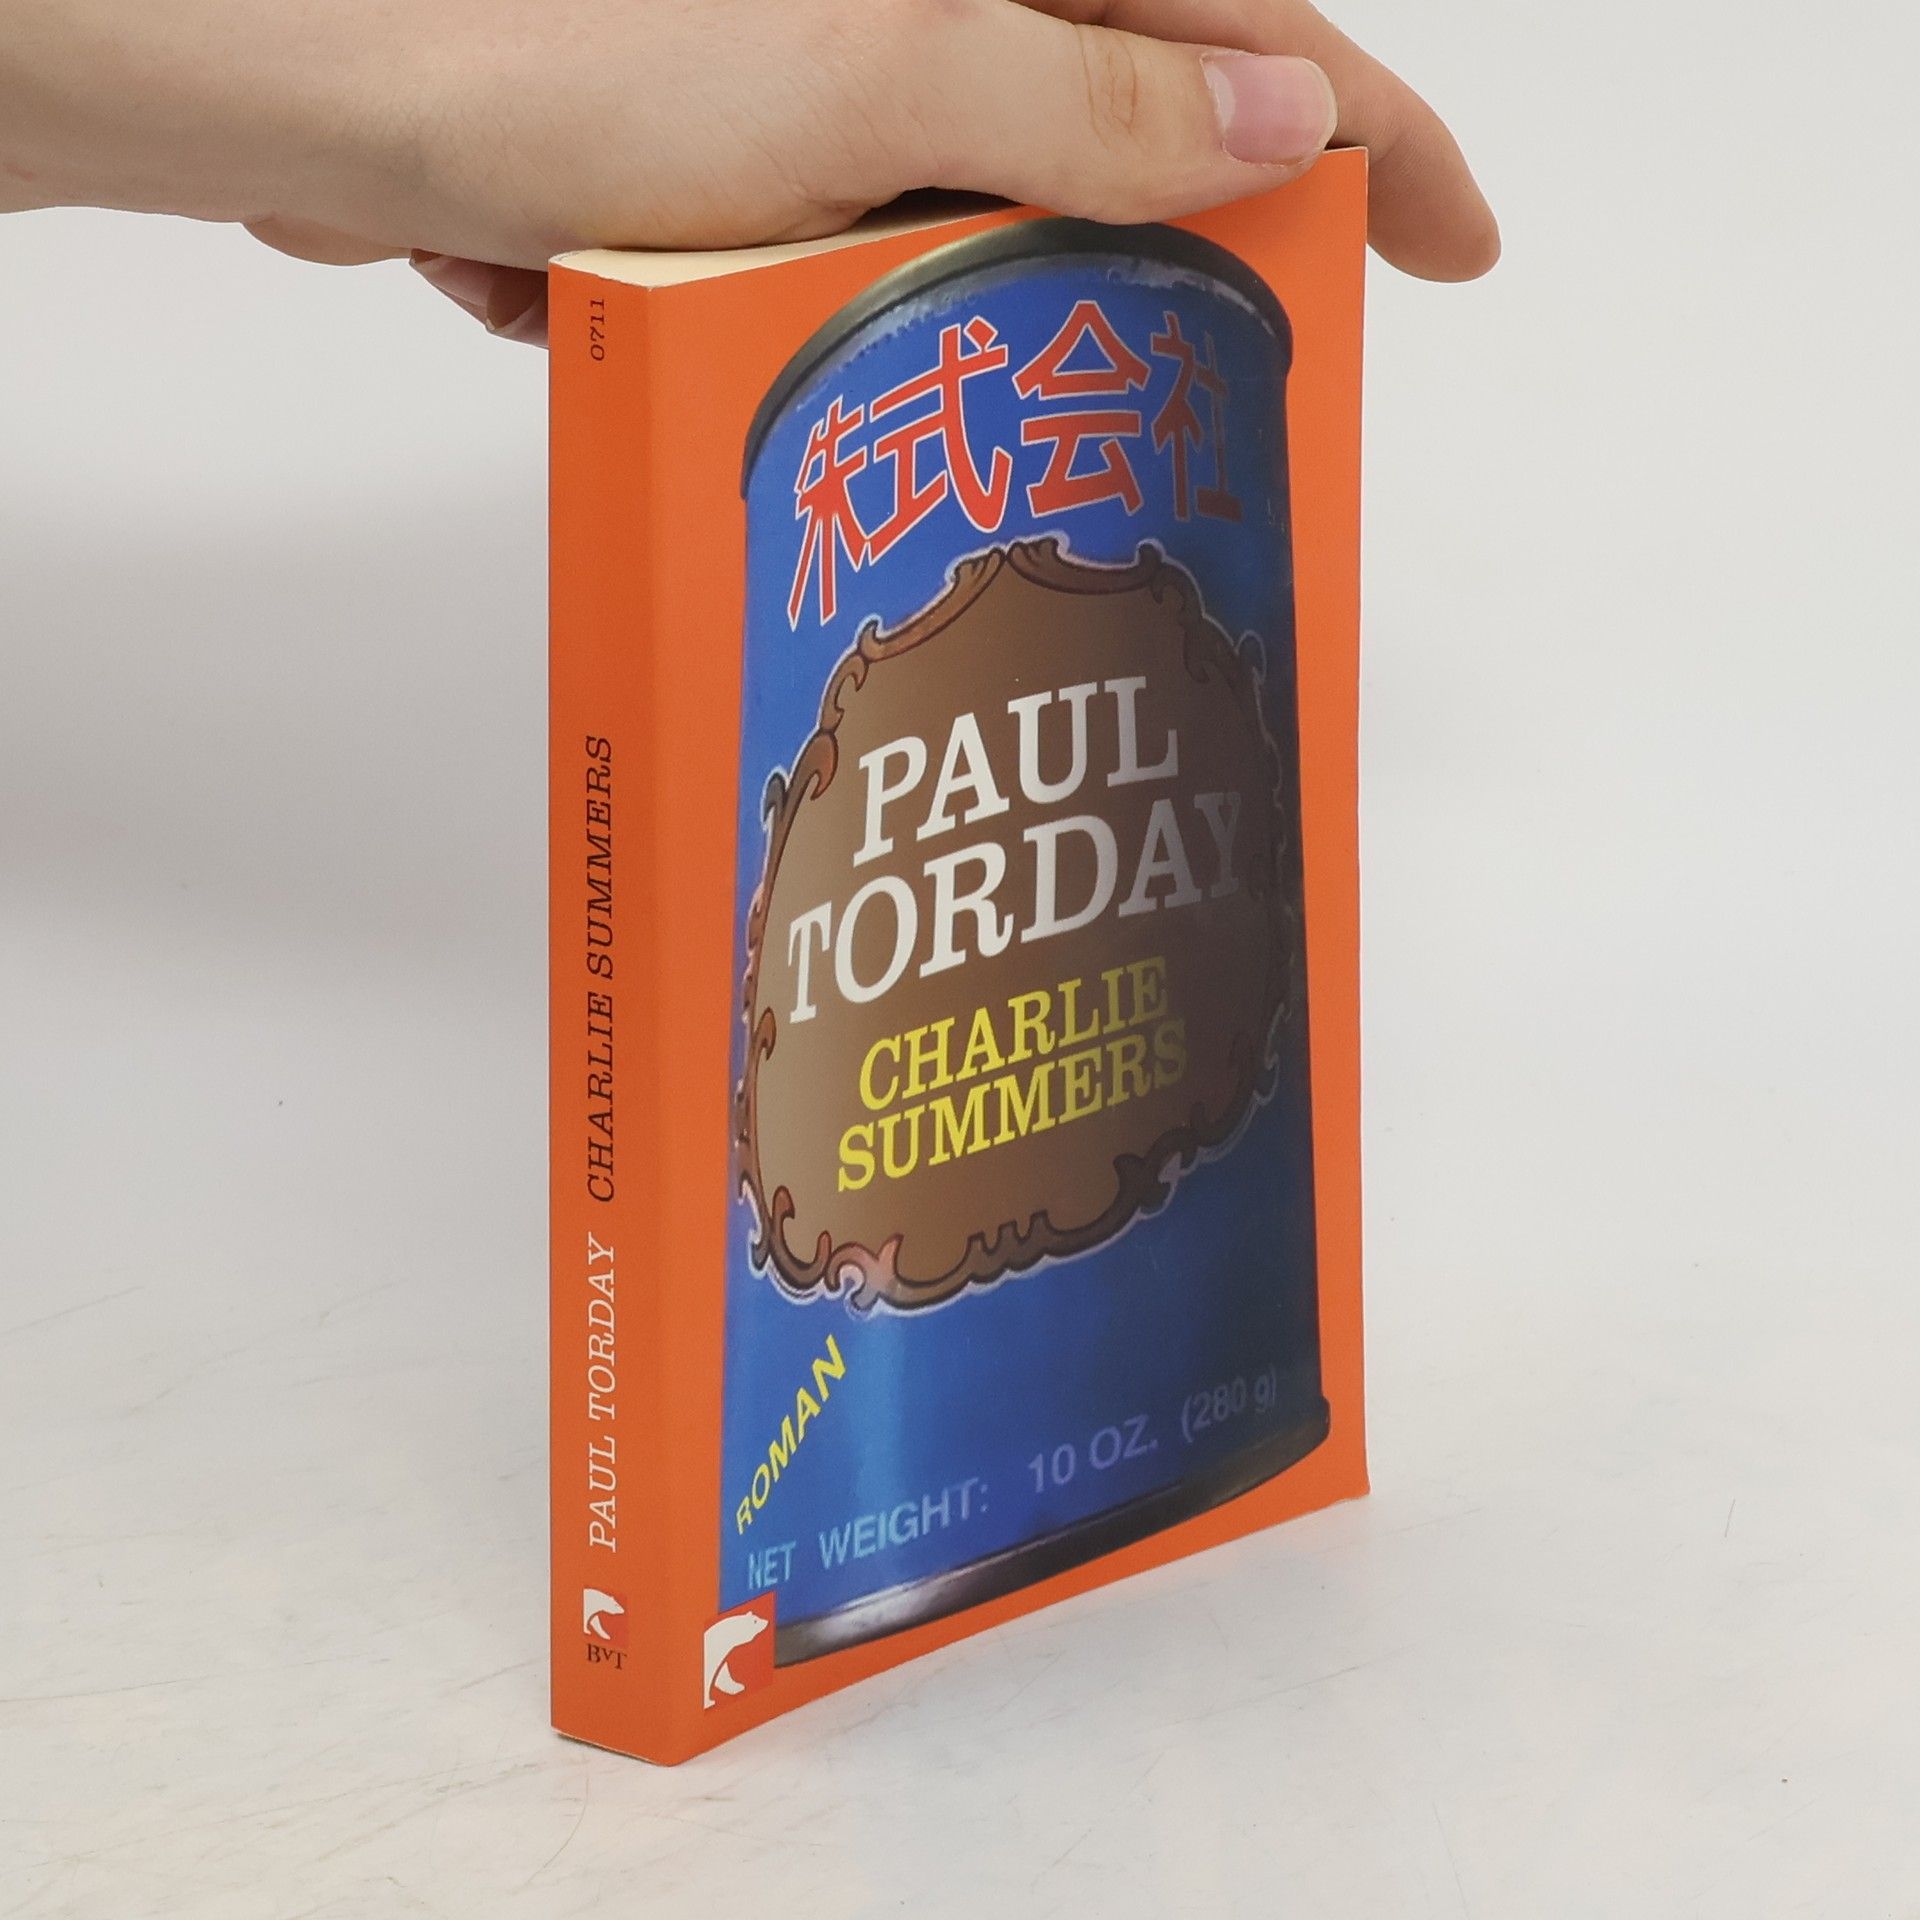 0711
PAUL TORDAY CHARLIE SUMMERS
BVT
株式会社
PAUL
TORDAY
CHARLIE
SUMMERS
ROMAN
NET WEIGHT: 10 OZ. (280 g)